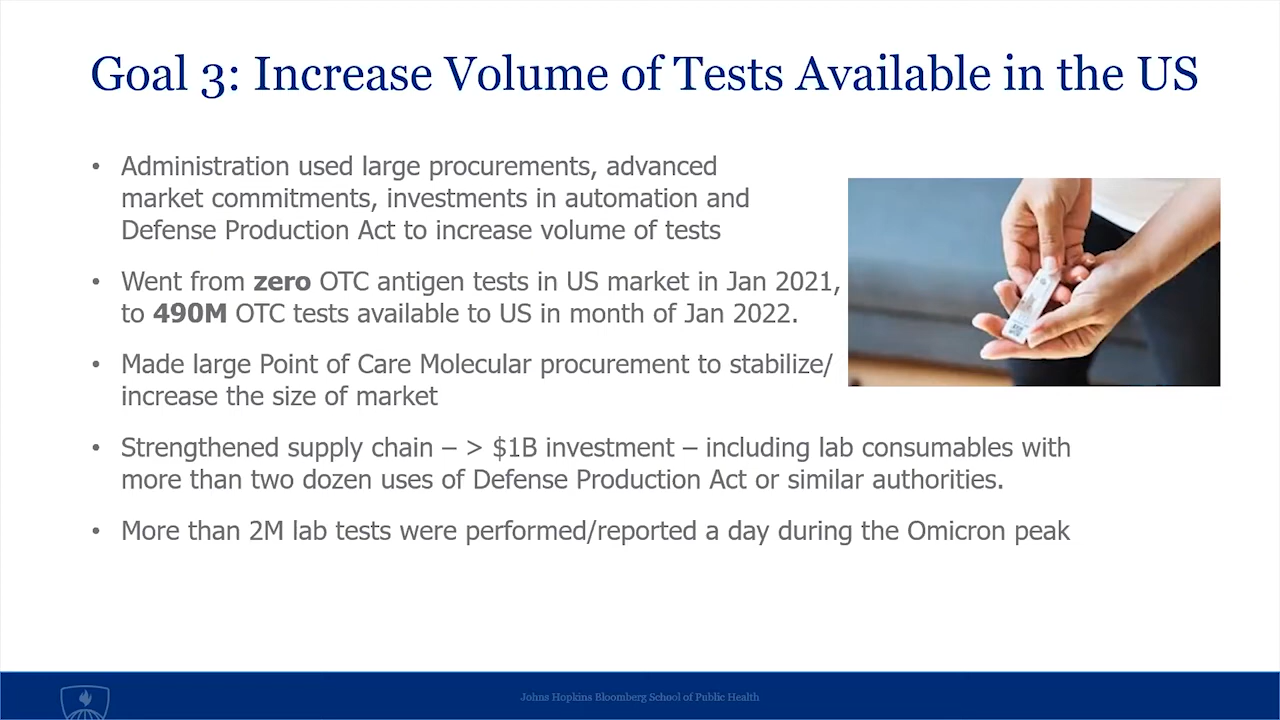 Goal 3: Increase Volume of Tests Available in the US
• Administration used large procurements, advanced
market commitments, investments in automation and
Defense Production Act to increase volume of tests
• Went from zero OTC antigen tests in US market in Jan 2021,
to 490M OTC tests available to US in month of Jan 2022.
• Made large Point of Care Molecular procurement to stabilize/
increase the size of market
• Strengthened supply chain – > $1B investment – including lab consumables with
more than two dozen uses of Defense Production Act or similar authorities.
• More than 2M lab tests were performed/reported a day during the Omicron peak
Johns Hopkins Bloomberg School of Public Health